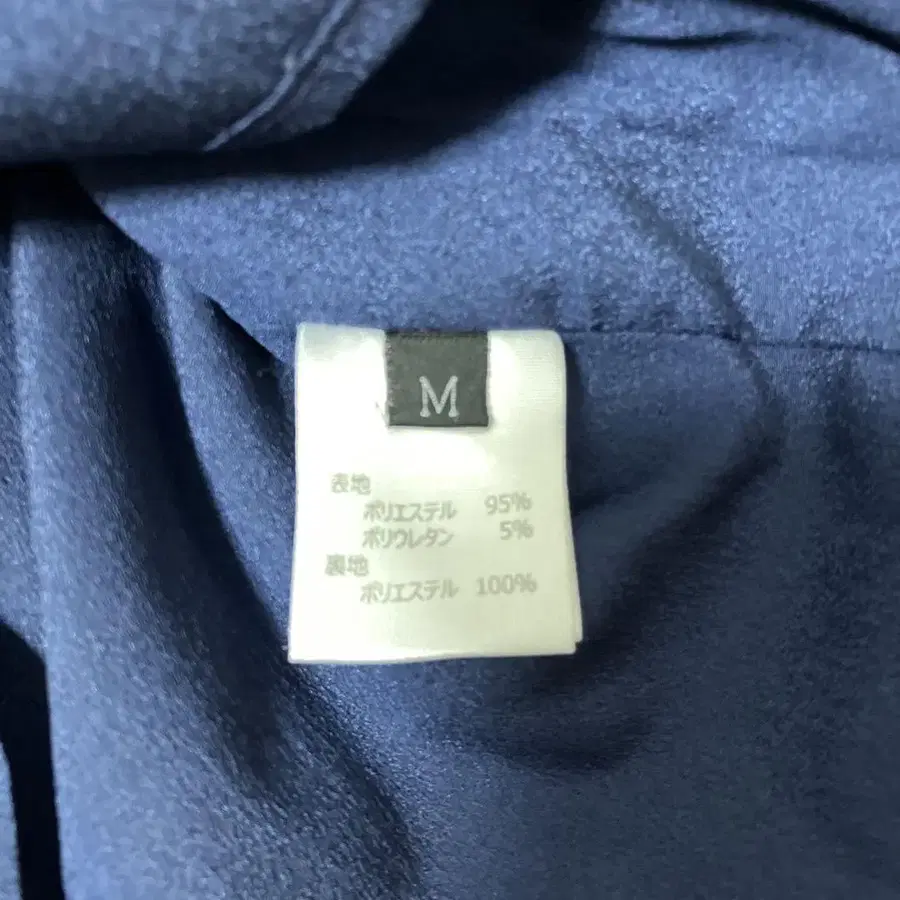 M
表地
ポリエステル 95%
ポリウレタン 5%
裏地
ポリエステル 100%